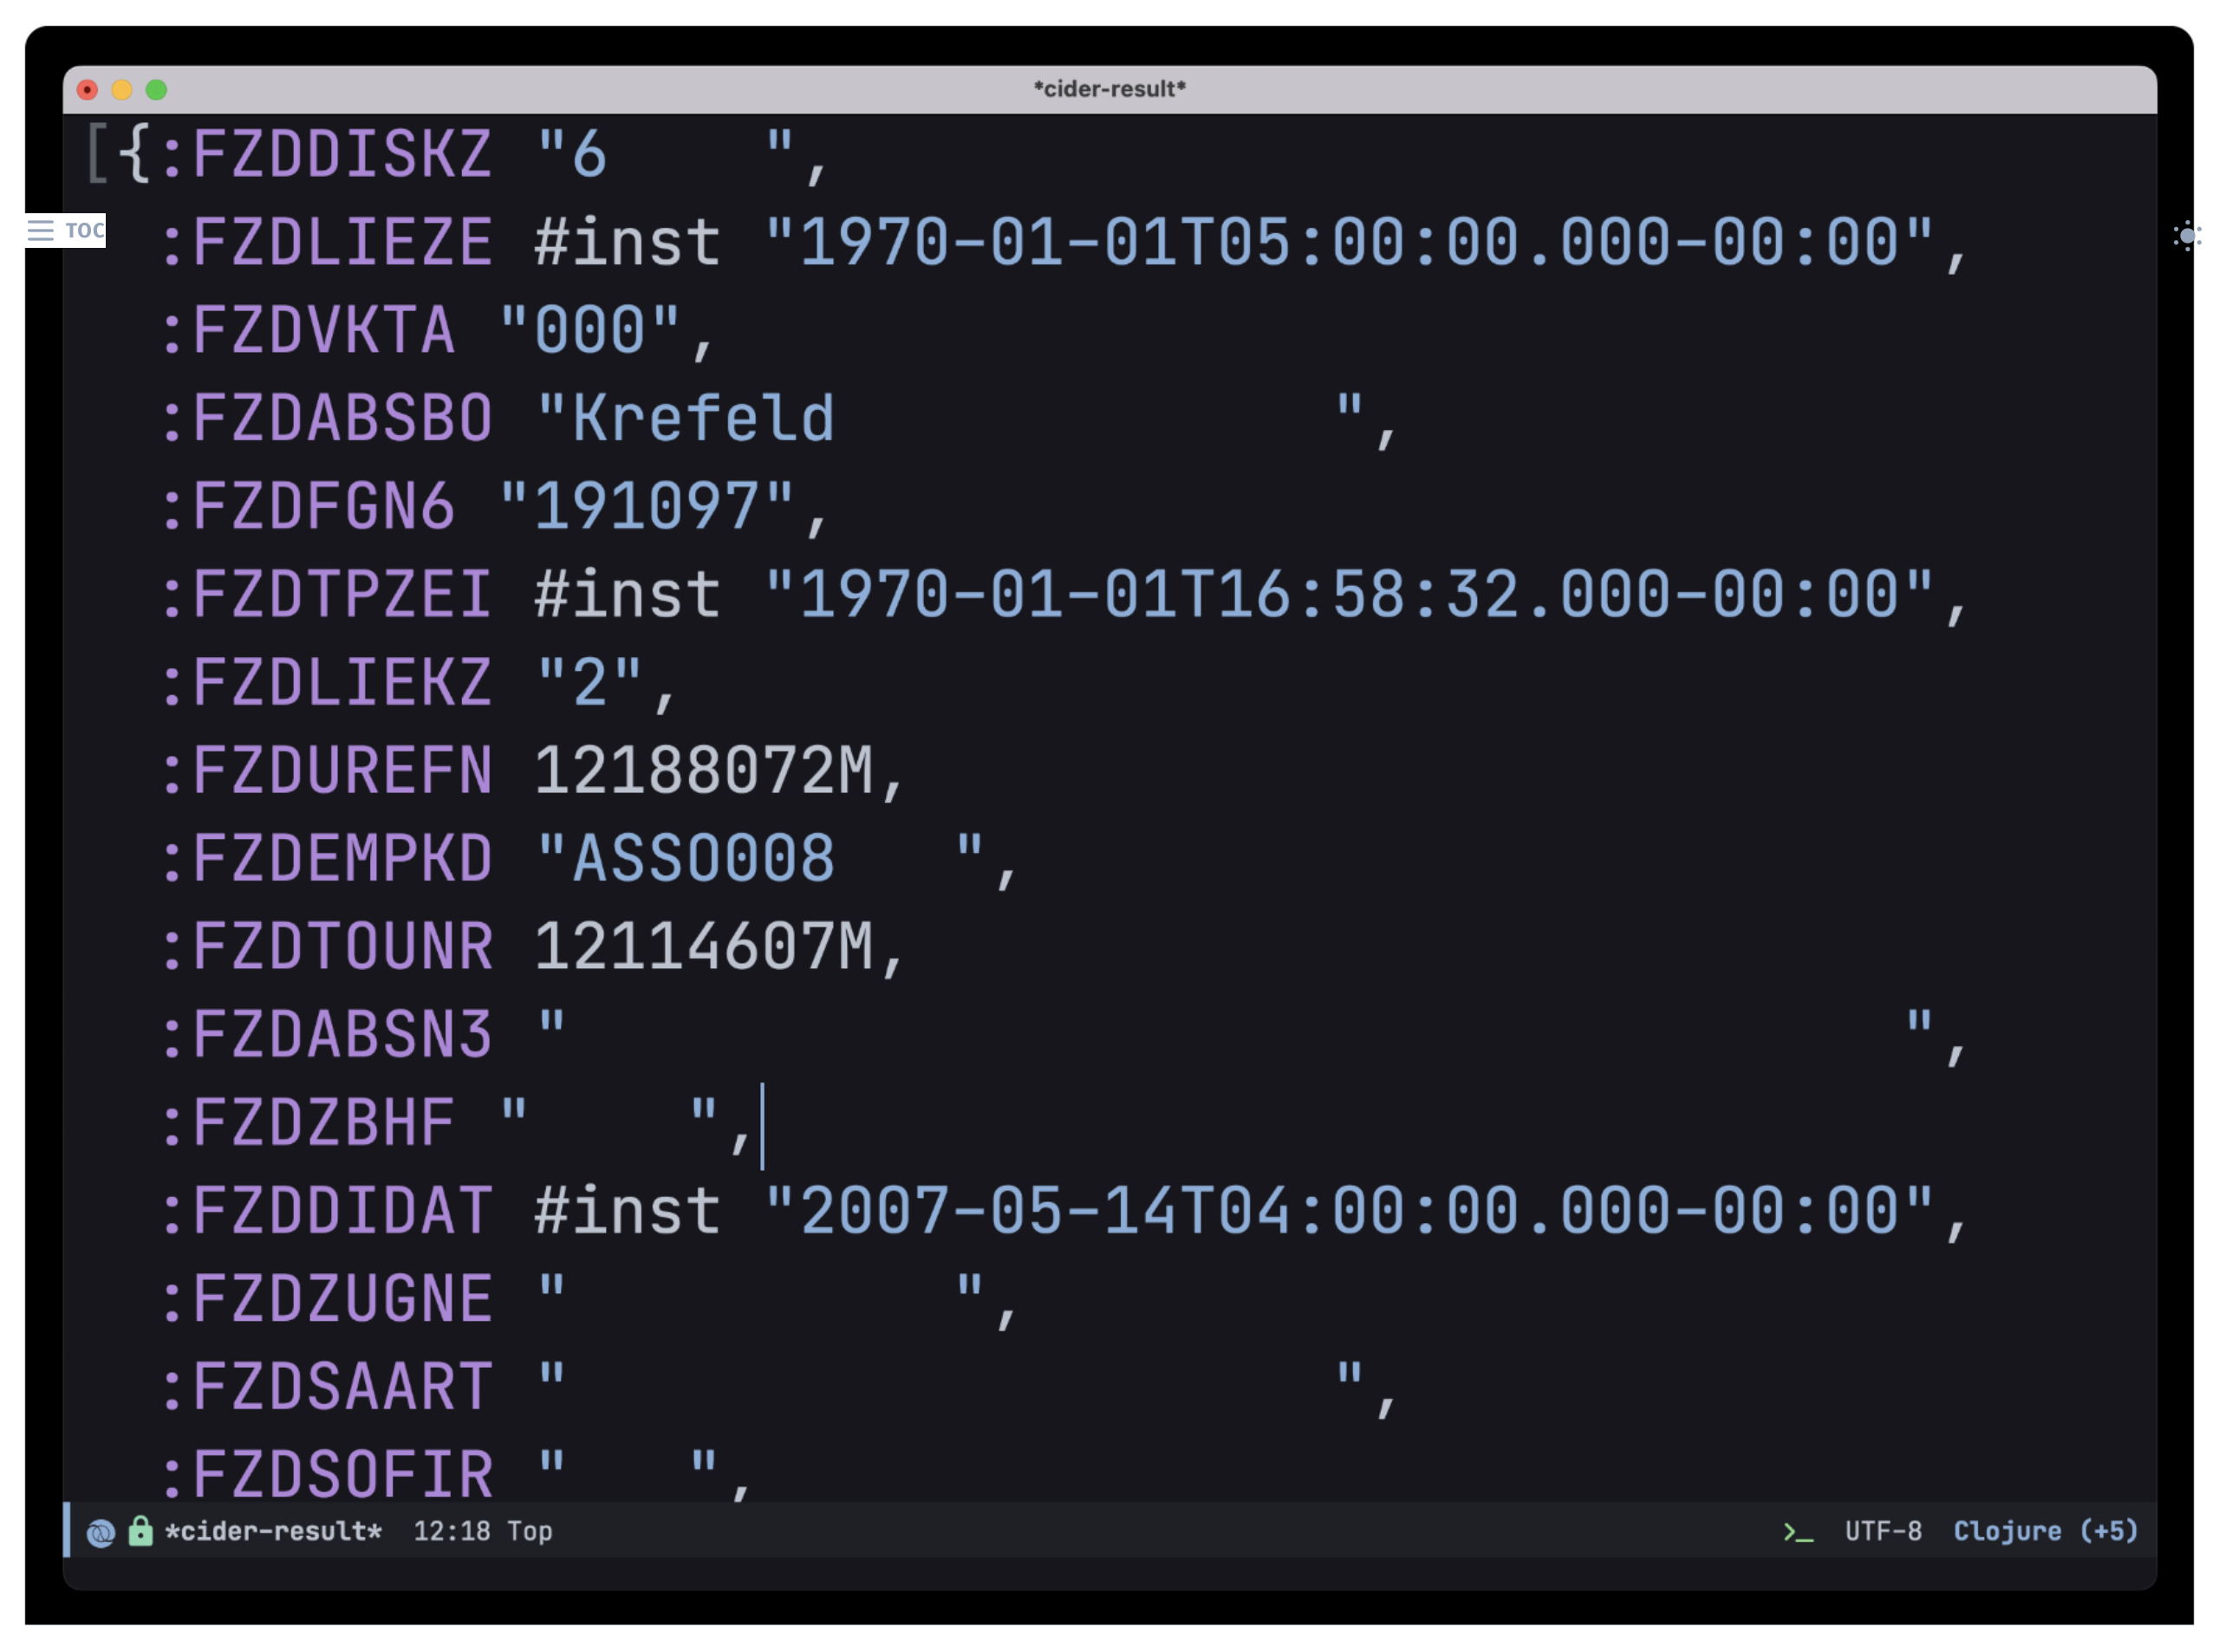 *cider-result*
[{:FZDDISKZ "6    ",
TOC
:FZDLIEZE #inst "1970-01-01T05:00:00.000-00:00",
:FZDVKTA "000",
:FZDABSBO "Krefeld             ",
:FZDFGN6 "191097",
:FZDTPZEI #inst "1970-01-01T16:58:32.000-00:00",
:FZDLIEKZ "2",
:FZDUREFN 12188072M,
:FZDEMPKD "ASSO008   ",
:FZDTOUNR 12114607M,
:FZDABSN3 "                                   ",
:FZDZBHF "    ",
:FZDDIDAT #inst "2007-05-14T04:00:00.000-00:00",
:FZDZUGNE "          ",
:FZDSAART "                    ",
:FZDSOFIR "   ",
*cider-result* 12:18 Top >_ UTF-8 Clojure (+5)